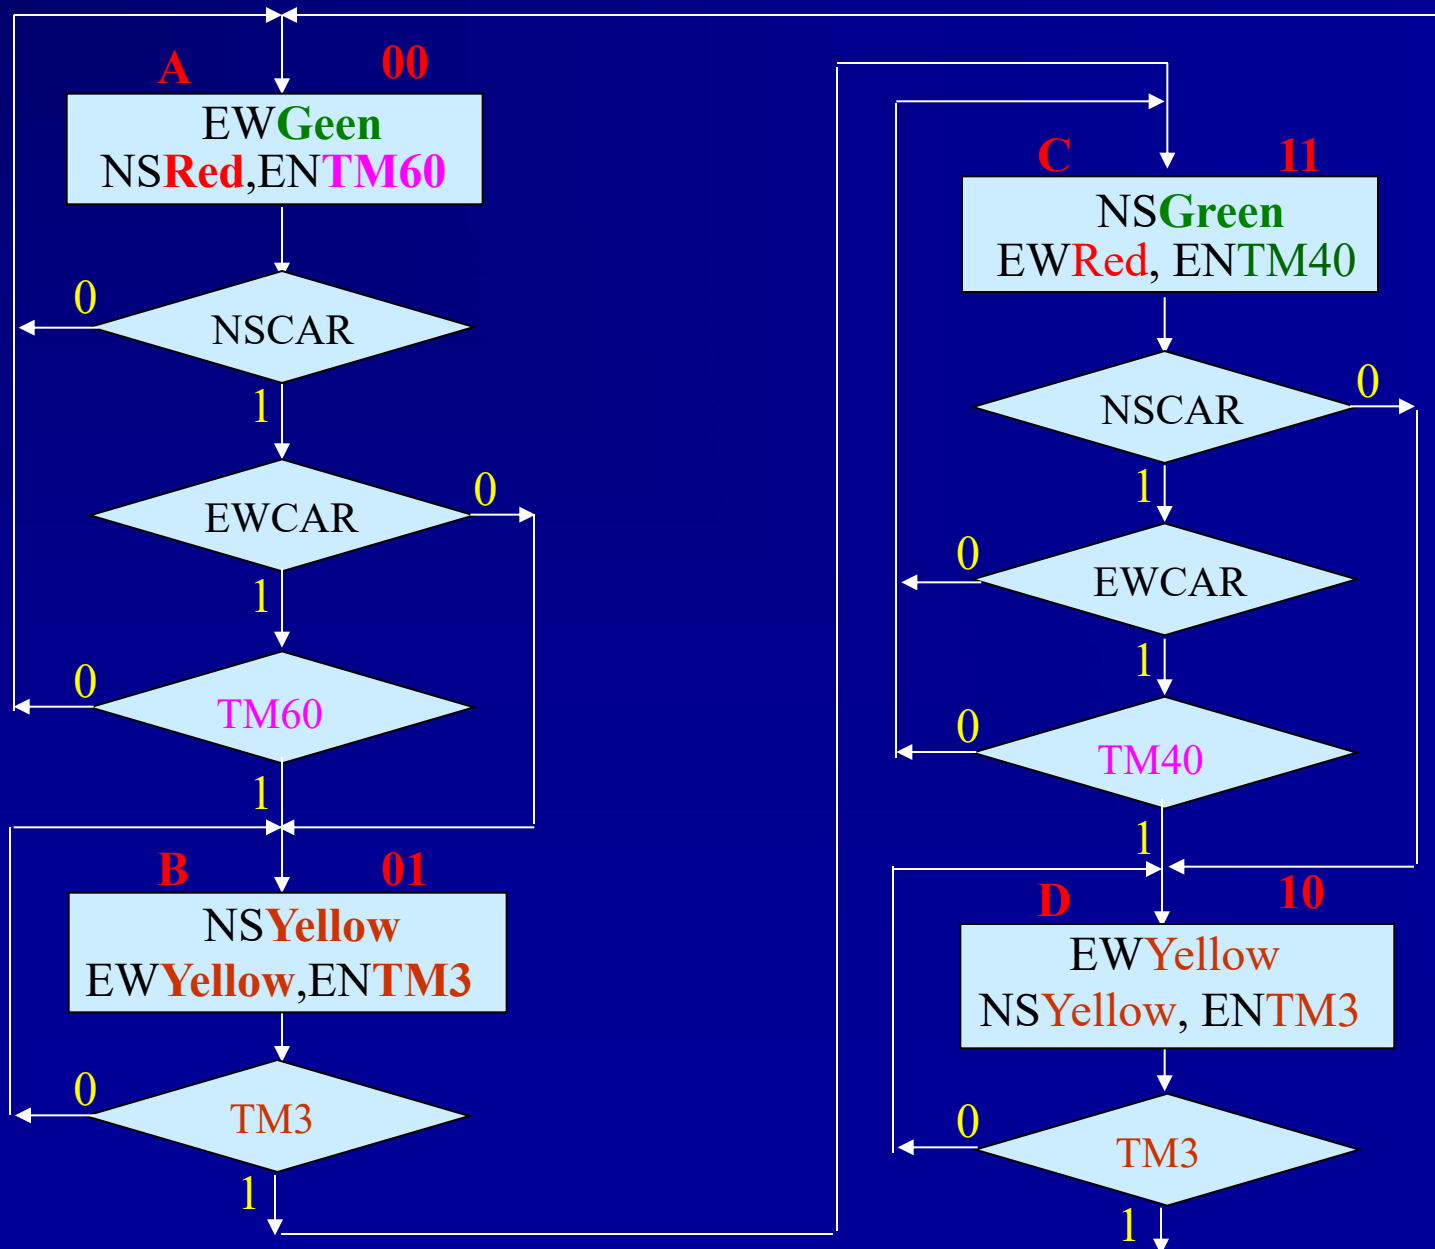 A 00
EWGeen
NSRed,ENTM60
0
NSCAR
1
0
EWCAR
1
0
TM60
1
B 01
NSYellow
EWYellow,ENTM3
0
TM3
1
C 11
NSGreen
EWRed, ENTM40
0
NSCAR
1
0
EWCAR
1
0
TM40
1
D 10
EWYellow
NSYellow, ENTM3
0
TM3
1